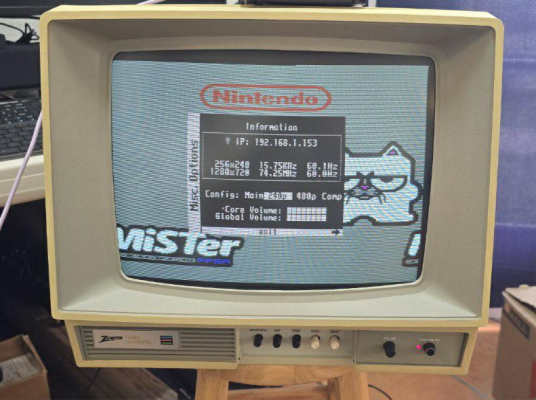 Nintendo
Information
IP: 192.168.1.153
256x240 15.75KHz 60.1Hz
1280x720 74.25MHz 60.0Hz
Misc. Options
Config: Main 240p 480p Comp
Core Volume:
Global Volume:
exit
MiSTer
FPGA
ZENITH